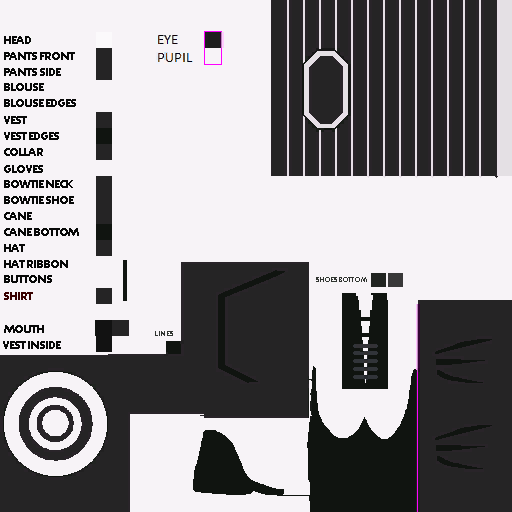 HEAD
PANTS FRONT
PANTS SIDE
BLOUSE
BLOUSE EDGES
VEST
VEST EDGES
COLLAR
GLOVES
BOWTIE NECK
BOWTIE SHOE
CANE
CANE BOTTOM
HAT
HAT RIBBON
BUTTONS
SHIRT
MOUTH
VEST INSIDE
EYE
PUPIL
LINES
SHOES BOTTOM